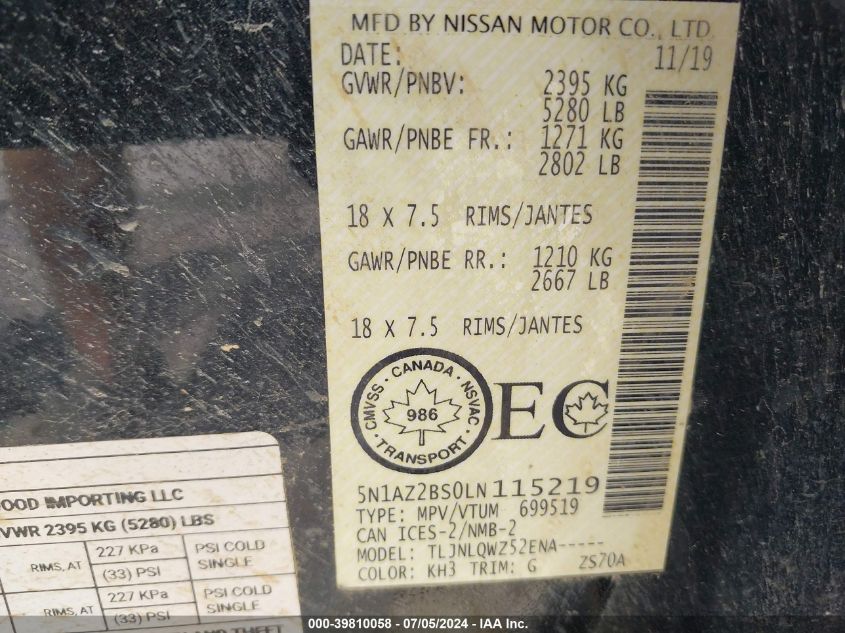 MFD BY NISSAN MOTOR CO., LTD.
DATE: 11/19
GVWR/PNBV: 2395 KG
5280 LB
GAWR/PNBE FR.: 1271 KG
2802 LB
18 X 7.5 RIMS/JANTES
GAWR/PNBE RR.: 1210 KG
2667 LB
18 X 7.5 RIMS/JANTES
CMVSS · CANADA · NSVAC · TRANSPORT ·
986
EC
5N1AZ2BS0LN115219
TYPE: MPV/VTUM 699519
CAN ICES-2/NMB-2
MODEL: TLJNLQWZ52ENA-----
COLOR: KH3 TRIM: G ZS70A
OOD IMPORTING LLC
VWR 2395 KG (5280) LBS
RIMS, AT 227 KPa PSI COLD
(33) PSI SINGLE
RIMS, AT 227 KPa PSI COLD
(33) PSI SINGLE
AND THEFT
000-39810058 - 07/05/2024 - IAA Inc.